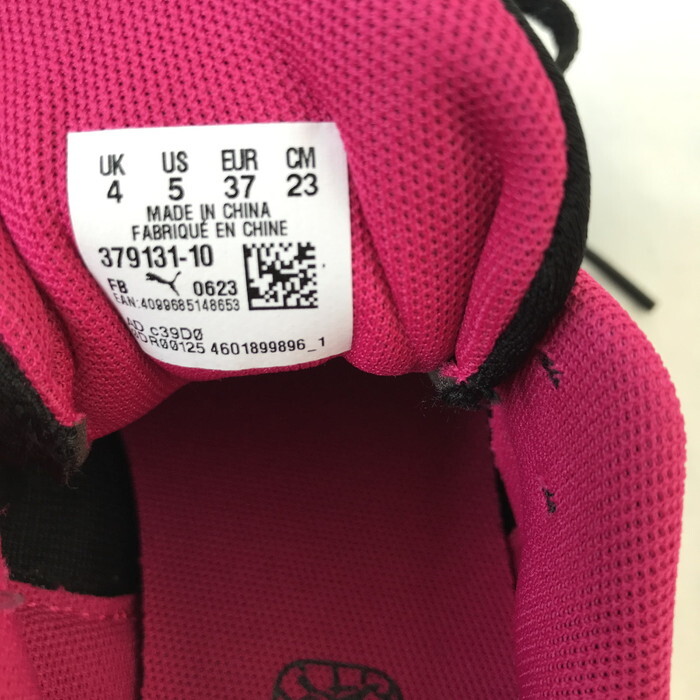 UK US EUR CM
4 5 37 23
MADE IN CHINA
FABRIQUÉ EN CHINE
379131-10
FB 0623
EAN:4099685148653
c39D0
4601899896_1